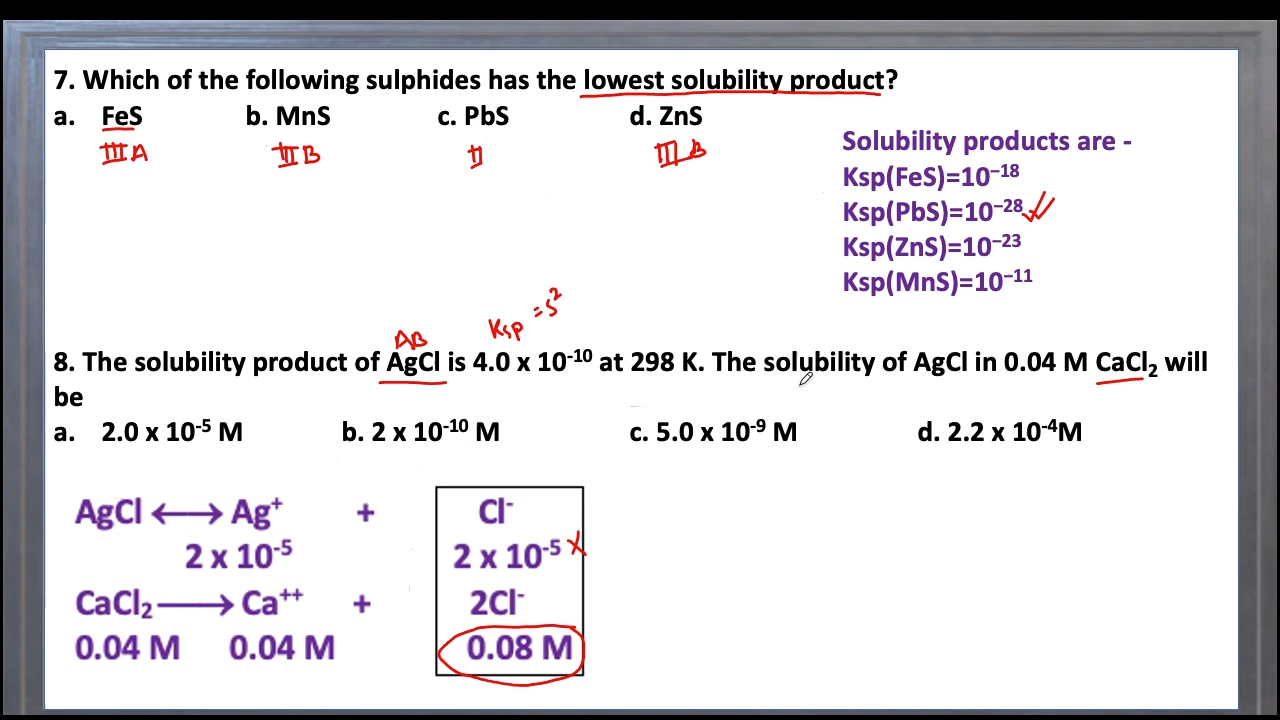 7. Which of the following sulphides has the lowest solubility product?
a. FeS b. MnS c. PbS d. ZnS
III A III B II III B
Solubility products are -
Ksp(FeS)=10⁻¹⁸
Ksp(PbS)=10⁻²⁸
Ksp(ZnS)=10⁻²³
Ksp(MnS)=10⁻¹¹
AB Ksp = s²
8. The solubility product of AgCl is 4.0 x 10⁻¹⁰ at 298 K. The solubility of AgCl in 0.04 M CaCl₂ will
be
a. 2.0 x 10⁻⁵ M b. 2 x 10⁻¹⁰ M c. 5.0 x 10⁻⁹ M d. 2.2 x 10⁻⁴M
AgCl ⟷ Ag⁺ + Cl⁻
2 x 10⁻⁵ 2 x 10⁻⁵ x
CaCl₂ ⟶ Ca⁺⁺ + 2Cl⁻
0.04 M 0.04 M 0.08 M